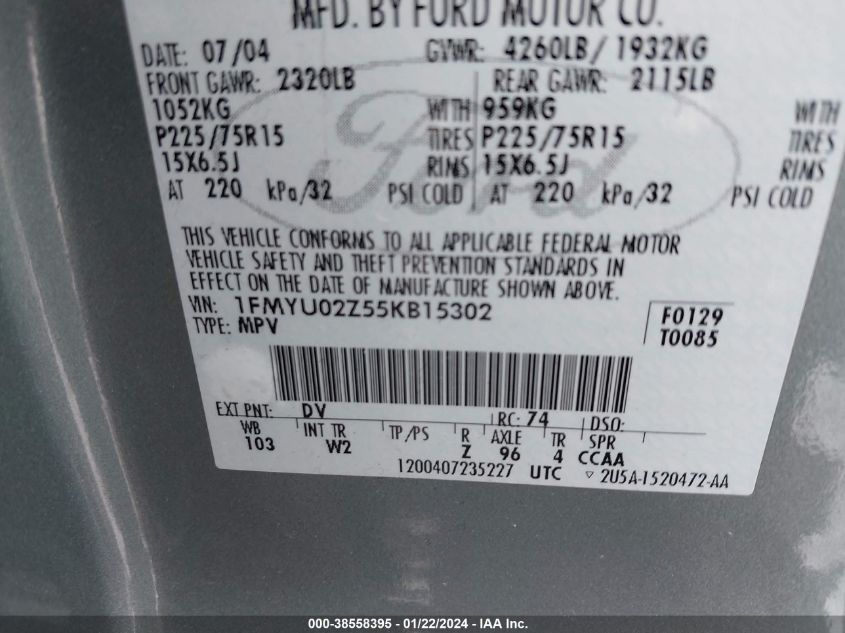 MFD. BY FORD MOTOR CO.
DATE: 07/04 GVWR: 4260LB/ 1932KG
FRONT GAWR: 2320LB REAR GAWR: 2115LB
1052KG WITH 959KG WITH
P225/75R15 TIRES P225/75R15 TIRES
15X6.5J RIMS 15X6.5J RIMS
AT 220 kPa/32 PSI COLD AT 220 kPa/32 PSI COLD
Ford
THIS VEHICLE CONFORMS TO ALL APPLICABLE FEDERAL MOTOR
VEHICLE SAFETY AND THEFT PREVENTION STANDARDS IN
EFFECT ON THE DATE OF MANUFACTURE SHOWN ABOVE.
VIN: 1FMYU02Z55KB15302 F0129
TYPE: MPV T0085
EXT PNT: DV RC: 74 DSO:
WB INT TR TP/PS R AXLE TR SPR
103 W2 Z 96 4 CCAA
1200407235227 UTC ▽ 2U5A-1520472-AA
000-38558395 - 01/22/2024 - IAA Inc.